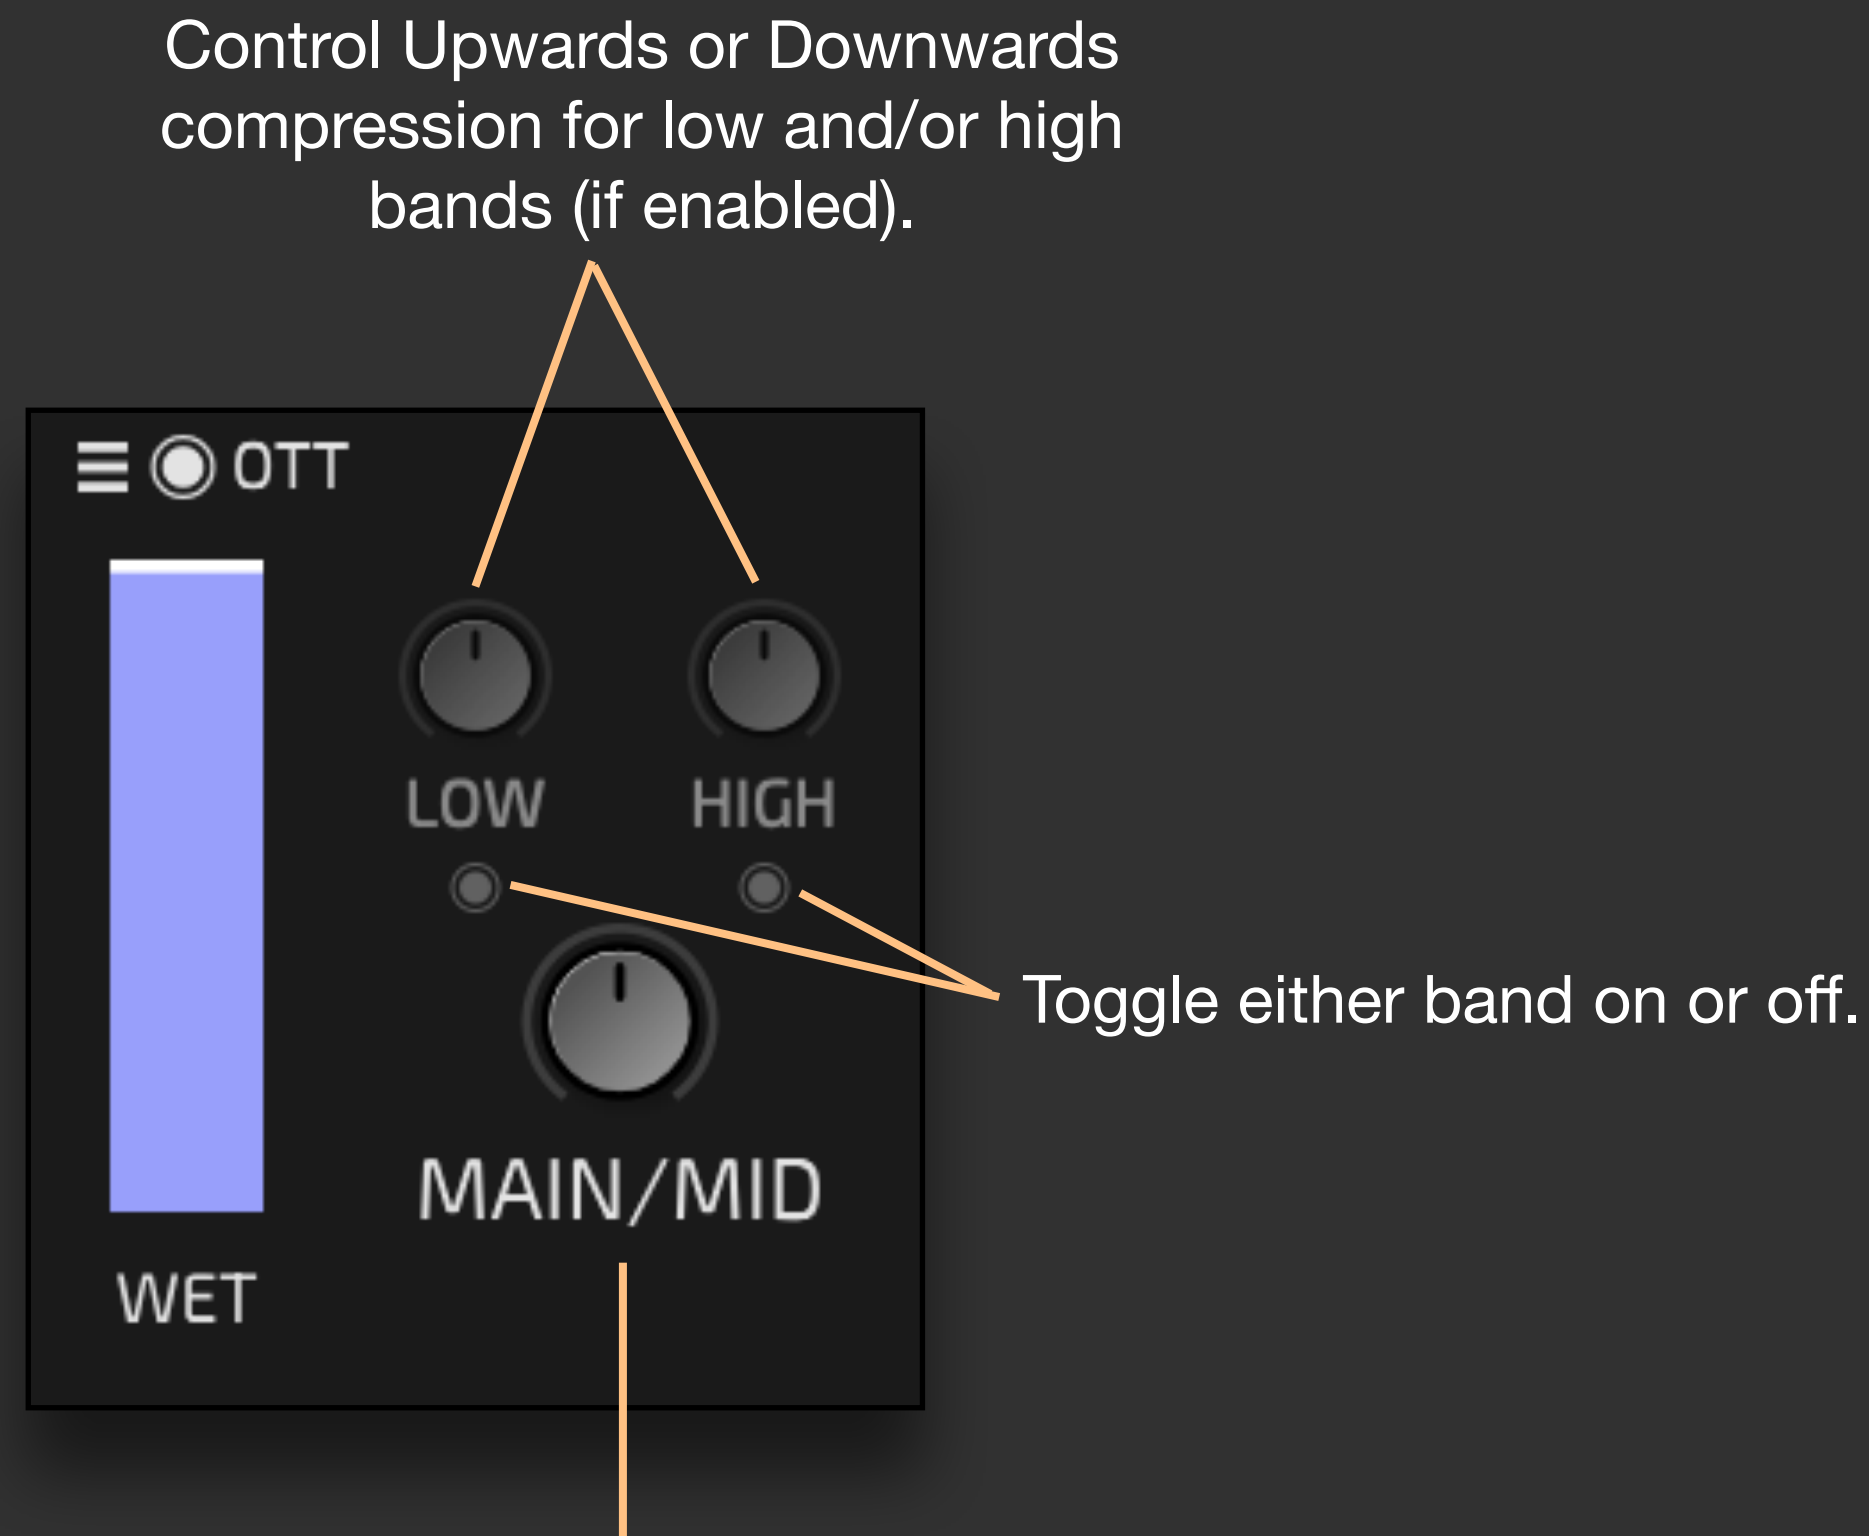 Control Upwards or Downwards
compression for low and/or high
bands (if enabled).
OTT
LOW
HIGH
Toggle either band on or off.
MAIN/MID
WET